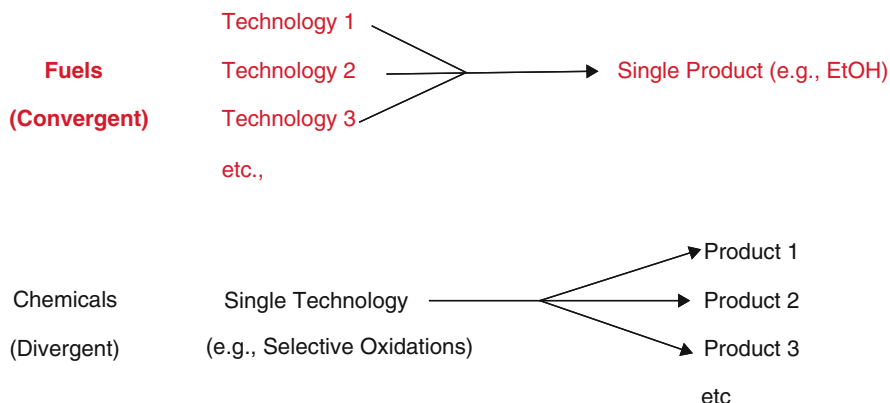 Technology 1
Fuels
Technology 2
Single Product (e.g., EtOH)
(Convergent)
Technology 3
etc.,
Product 1
Chemicals
Single Technology
Product 2
(Divergent)
(e.g., Selective Oxidations)
Product 3
etc